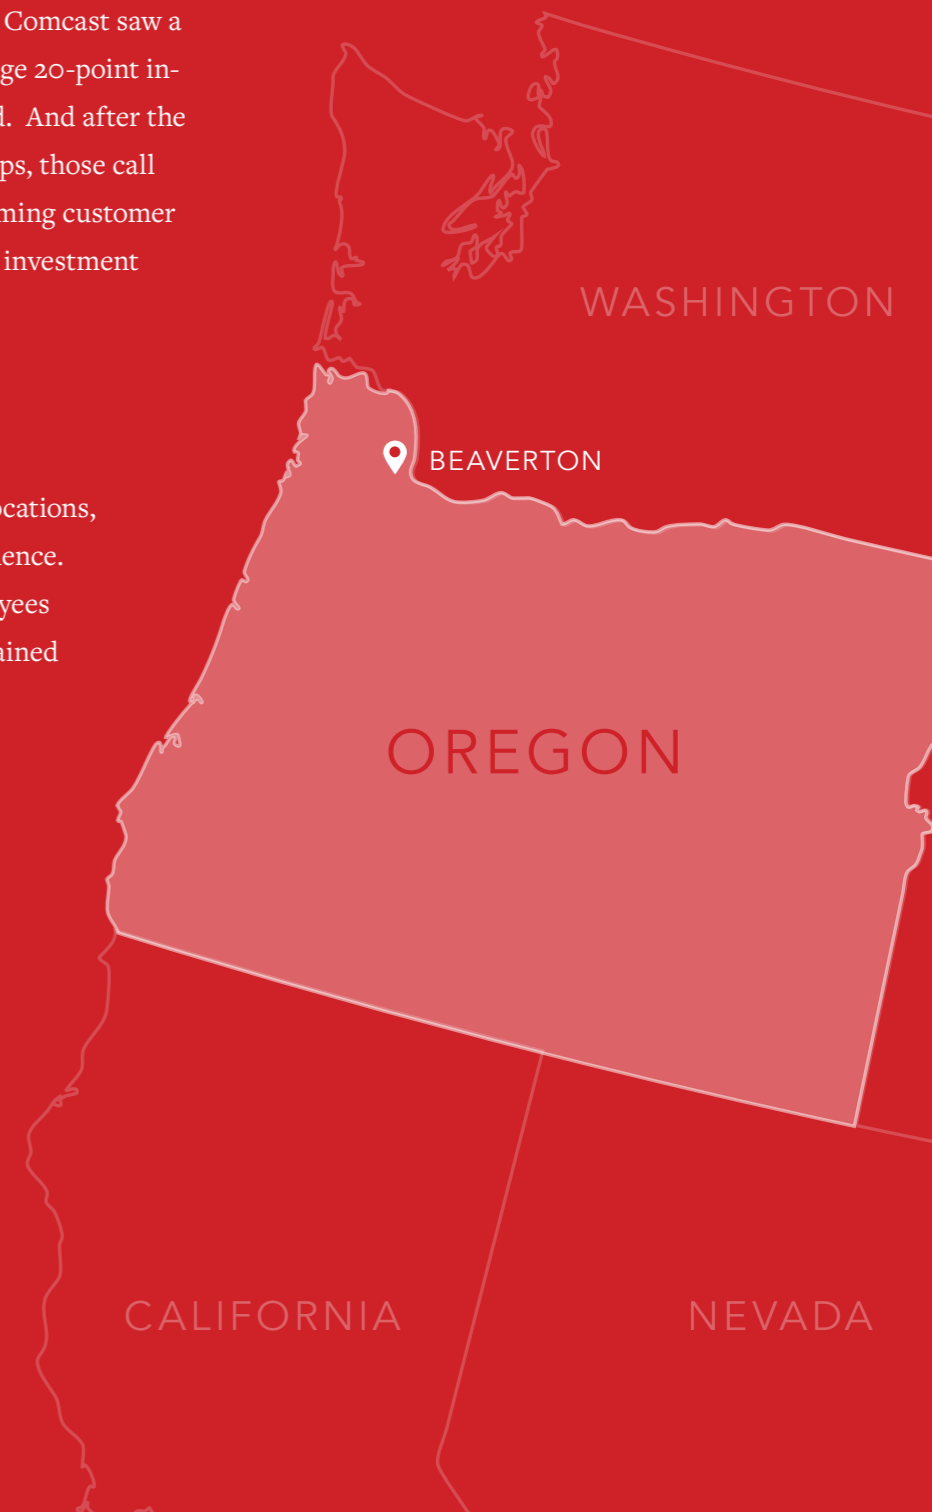 Comcast saw a
ge 20-point in-
d. And after the
ps, those call
ming customer
investment
WASHINGTON
BEAVERTON
ocations,
ience.
yees
ained
OREGON
CALIFORNIA
NEVADA